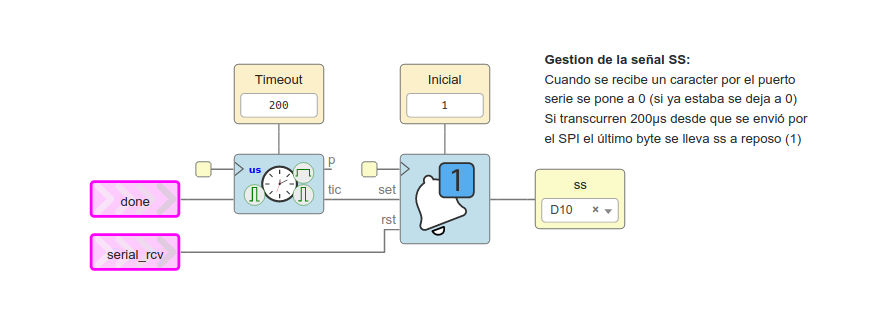 Timeout
200
Inicial
1
Gestion de la señal SS:
Cuando se recibe un caracter por el puerto
serie se pone a 0 (si ya estaba se deja a 0)
Si transcurren 200µs desde que se envió por
el SPI el último byte se lleva ss a reposo (1)
us
p
tic
set
rst
1
done
serial_rcv
ss
D10